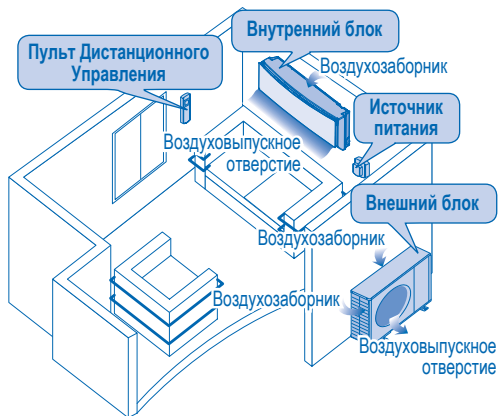 Внутренний блок
Пульт Дистанционного
Управления
Воздухозаборник
Источник
питания
Воздуховыпускное
отверстие
Внешний блок
Воздухозаборник
Воздухозаборник
Воздуховыпускное
отверстие